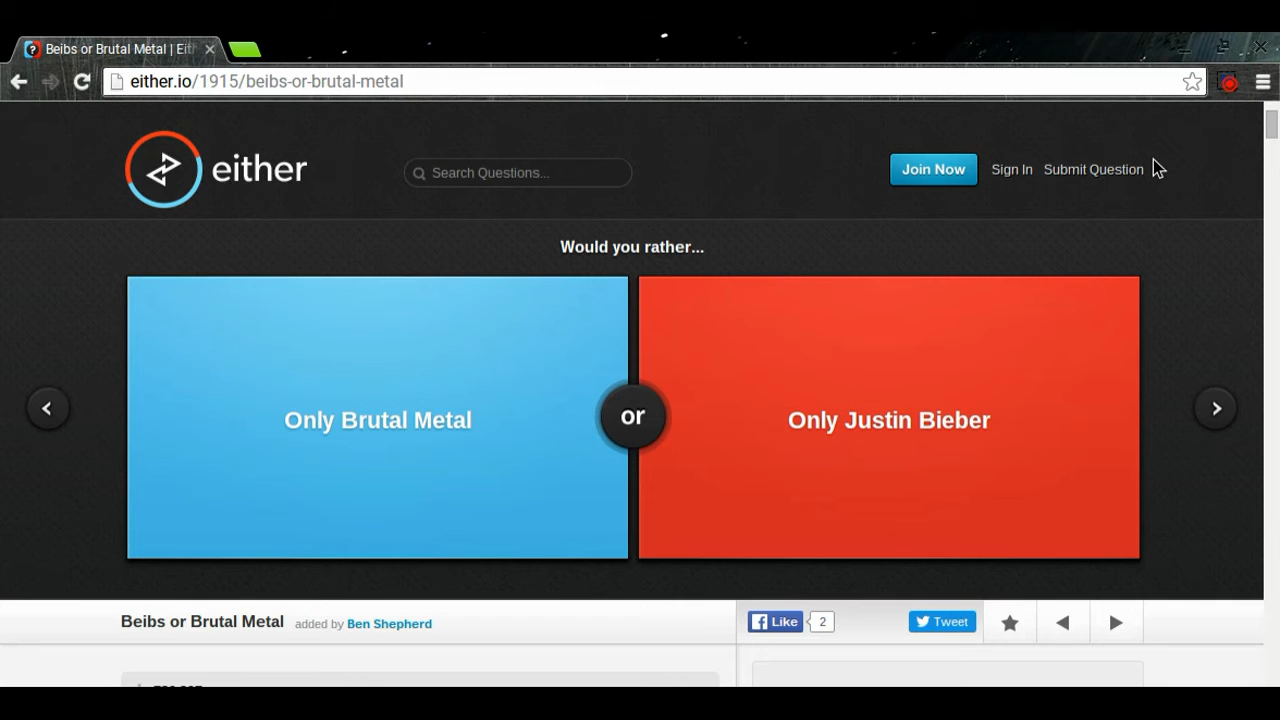 Beibs or Brutal Metal | Eit
either.io/1915/beibs-or-brutal-metal
either
Search Questions...
Join Now
Sign In
Submit Question
Would you rather...
Only Brutal Metal
or
Only Justin Bieber
Beibs or Brutal Metal added by Ben Shepherd
Like
2
Tweet